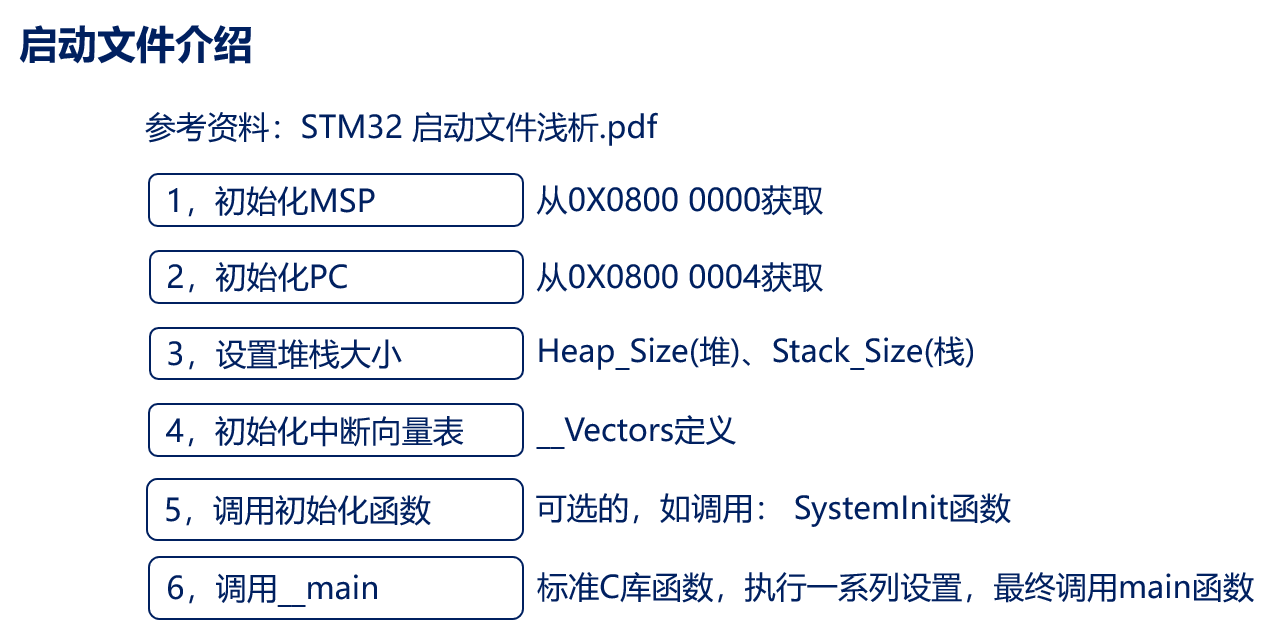 启动文件介绍
参考资料：STM32 启动文件浅析.pdf
1，初始化MSP 从0X0800 0000获取
2，初始化PC 从0X0800 0004获取
3，设置堆栈大小 Heap_Size(堆)、Stack_Size(栈)
4，初始化中断向量表 __Vectors定义
5，调用初始化函数 可选的，如调用： SystemInit函数
6，调用__main 标准C库函数，执行一系列设置，最终调用main函数